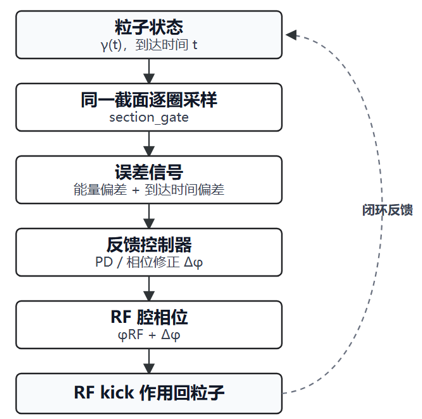 粒子状态
γ(t)，到达时间 t
同一截面逐圈采样
section_gate
误差信号
能量偏差 + 到达时间偏差
反馈控制器
PD / 相位修正 Δφ
RF 腔相位
φRF + Δφ
RF kick 作用回粒子
闭环反馈